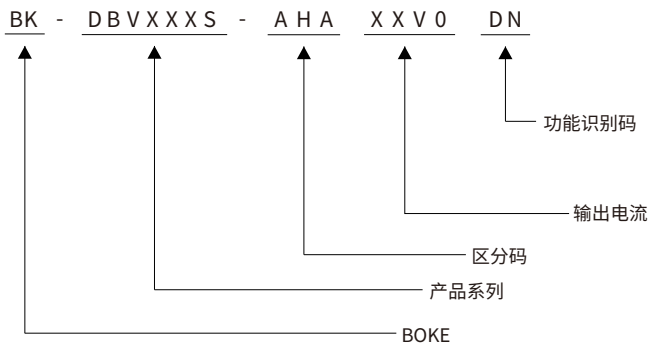 BK - DBVXXXS - AHA XXV0 DN
功能识别码
输出电流
区分码
产品系列
BOKE